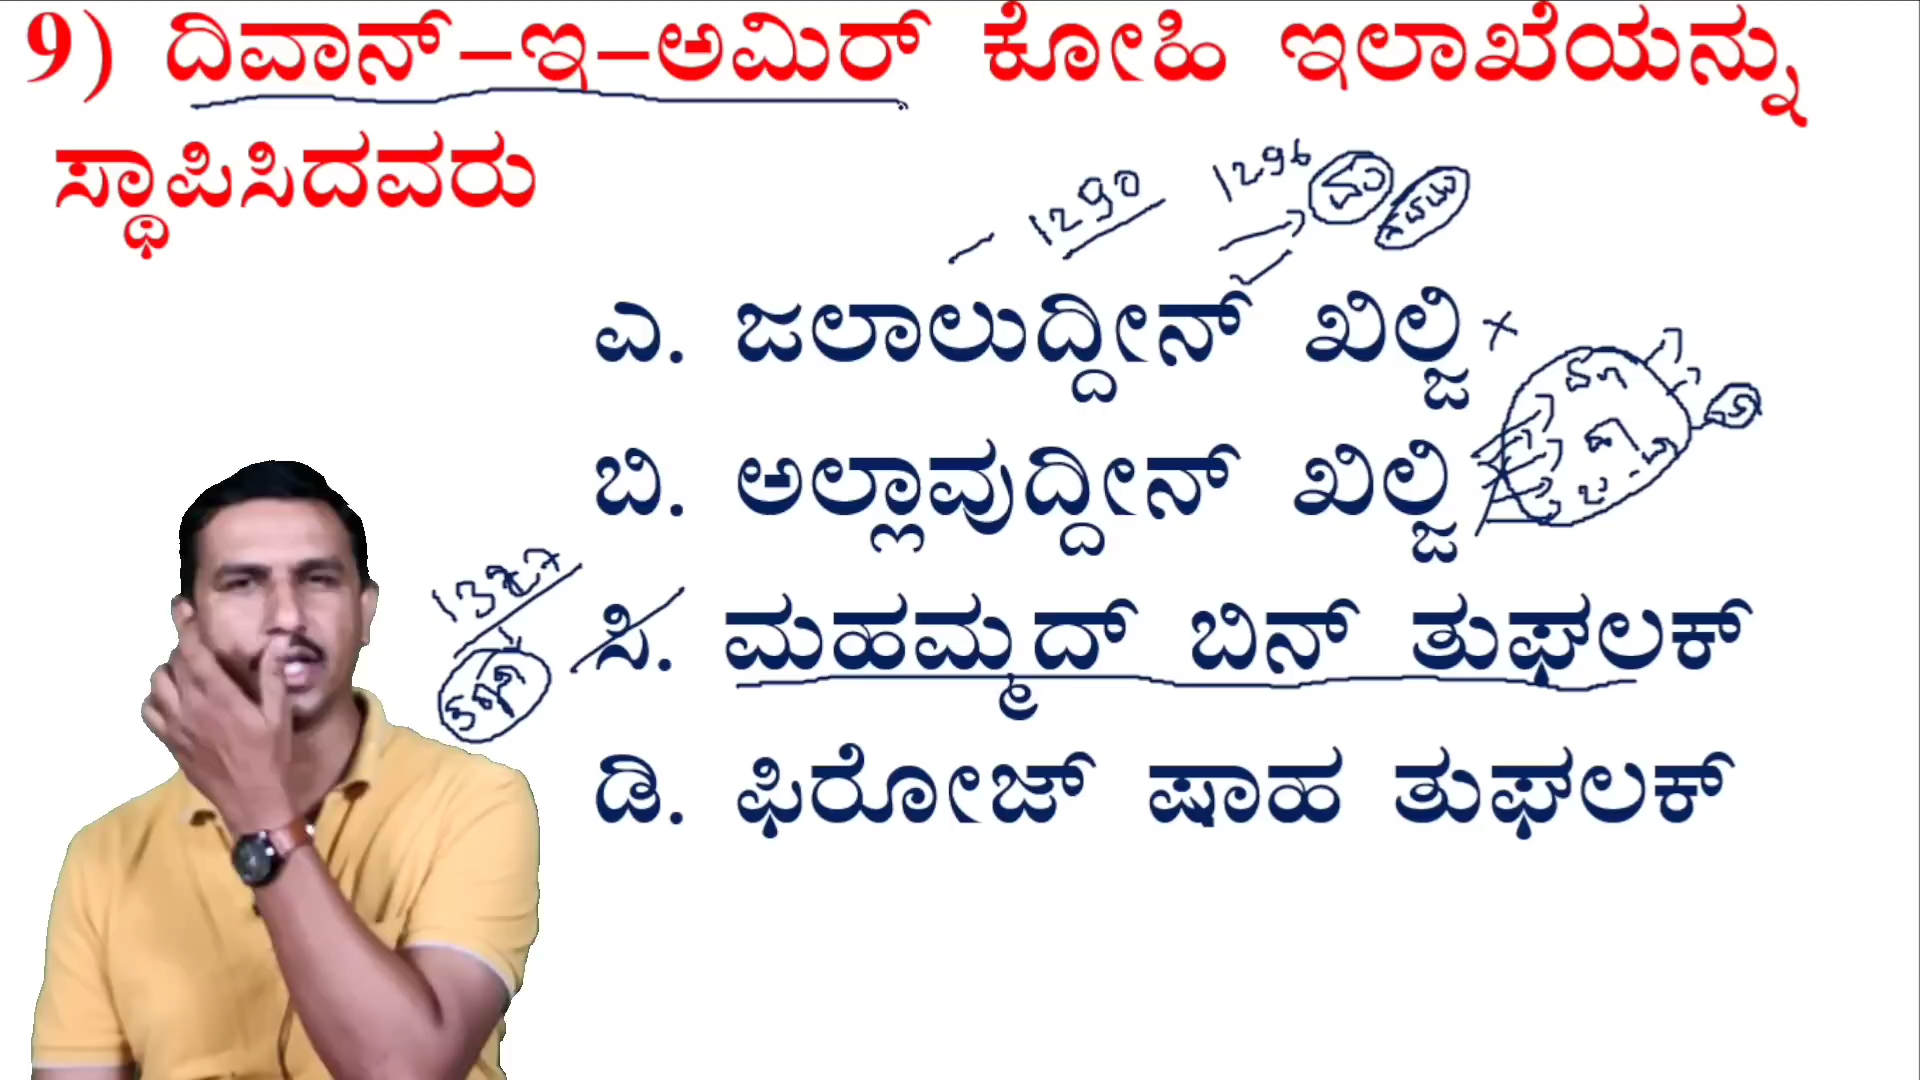 9) ದಿವಾನ್-ಇ-ಅಮಿರ್ ಕೋಹಿ ಇಲಾಖೆಯನ್ನು
ಸ್ಥಾಪಿಸಿದವರು
1290 1296
ಎ. ಜಲಾಲುದ್ದೀನ್ ಖಿಲ್ಜಿ
ಬಿ. ಅಲ್ಲಾವುದ್ದೀನ್ ಖಿಲ್ಜಿ
ಸಿ. ಮಹಮ್ಮದ್ ಬಿನ್ ತುಘಲಕ್
ಡಿ. ಫಿರೋಜ್ ಷಾಹ ತುಘಲಕ್